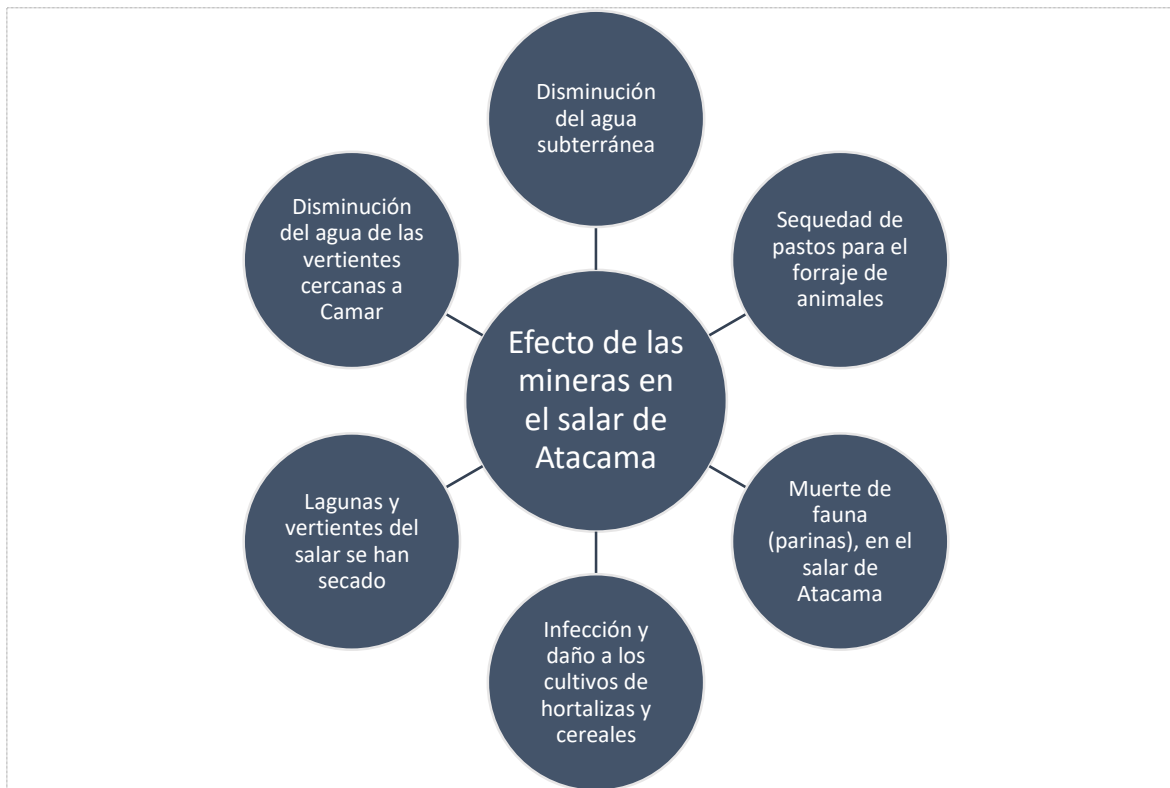 Disminución
del agua
subterránea
Sequedad de
pastos para el
forraje de
animales
Muerte de
fauna
(parinas), en el
salar de
Atacama
Infección y
daño a los
cultivos de
hortalizas y
cereales
Lagunas y
vertientes del
salar se han
secado
Disminución
del agua de las
vertientes
cercanas a
Camar
Efecto de las
mineras en
el salar de
Atacama